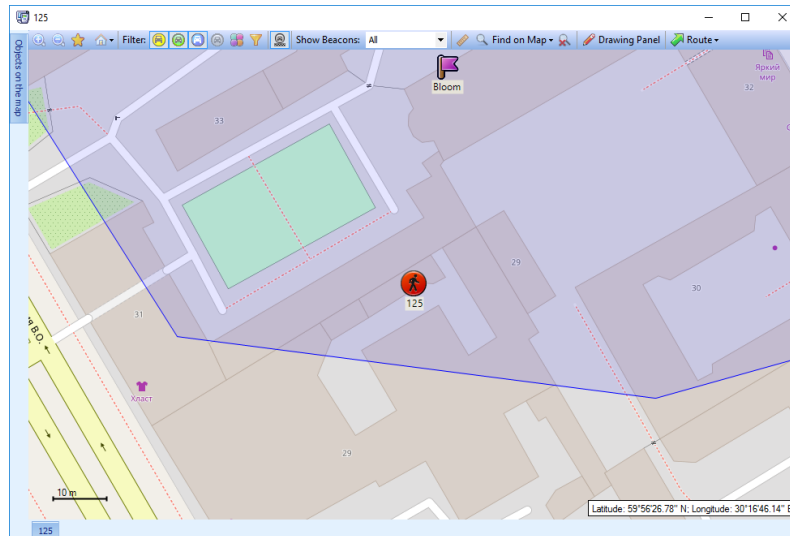 125
Filter:
Show Beacons: All
Find on Map
Drawing Panel
Route
Objects on the map
Bloom
Яркий
мир
32
33
29
125
30
31
я В.О.
Хласт
29
10 m
Latitude: 59°56'26.78" N; Longitude: 30°16'46.14" E
125